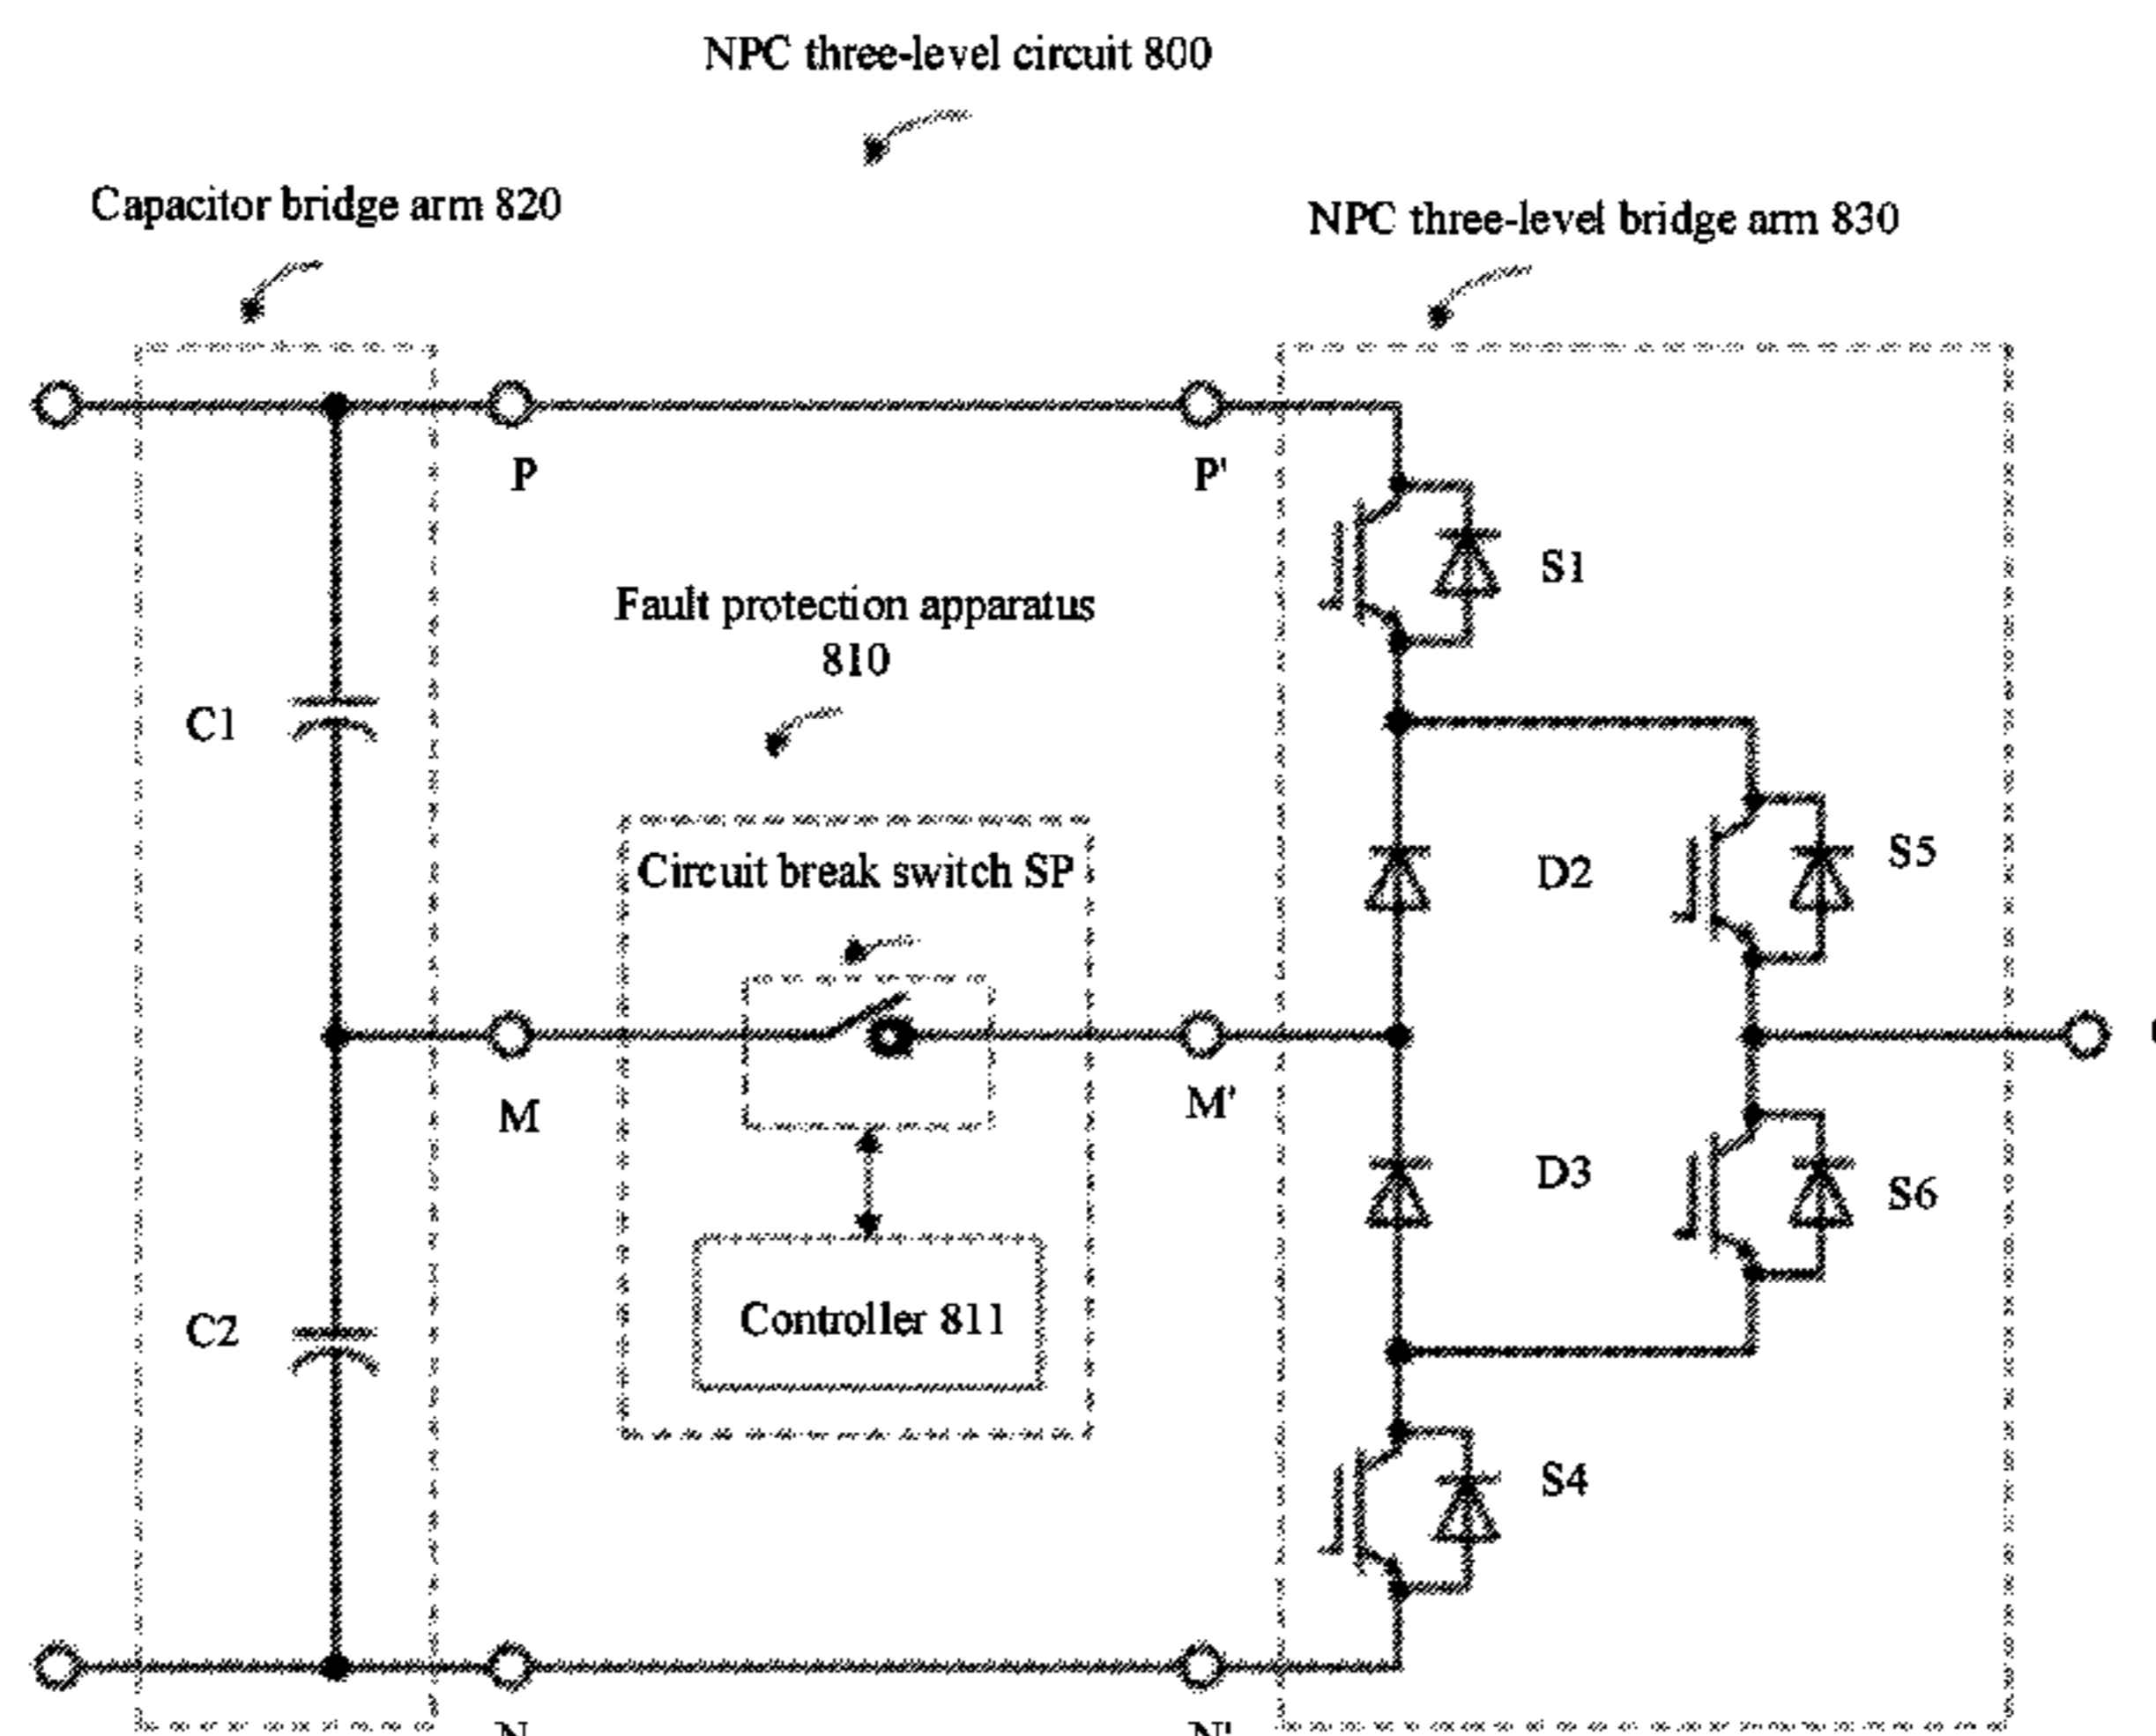 NPC three-level circuit 800
Capacitor bridge arm 820
NPC three-level bridge arm 830
P
P'
S1
Fault protection apparatus
810
C1
Circuit break switch SP
D2
S5
M
M'
D3
S6
Controller 811
C2
S4
N
N'